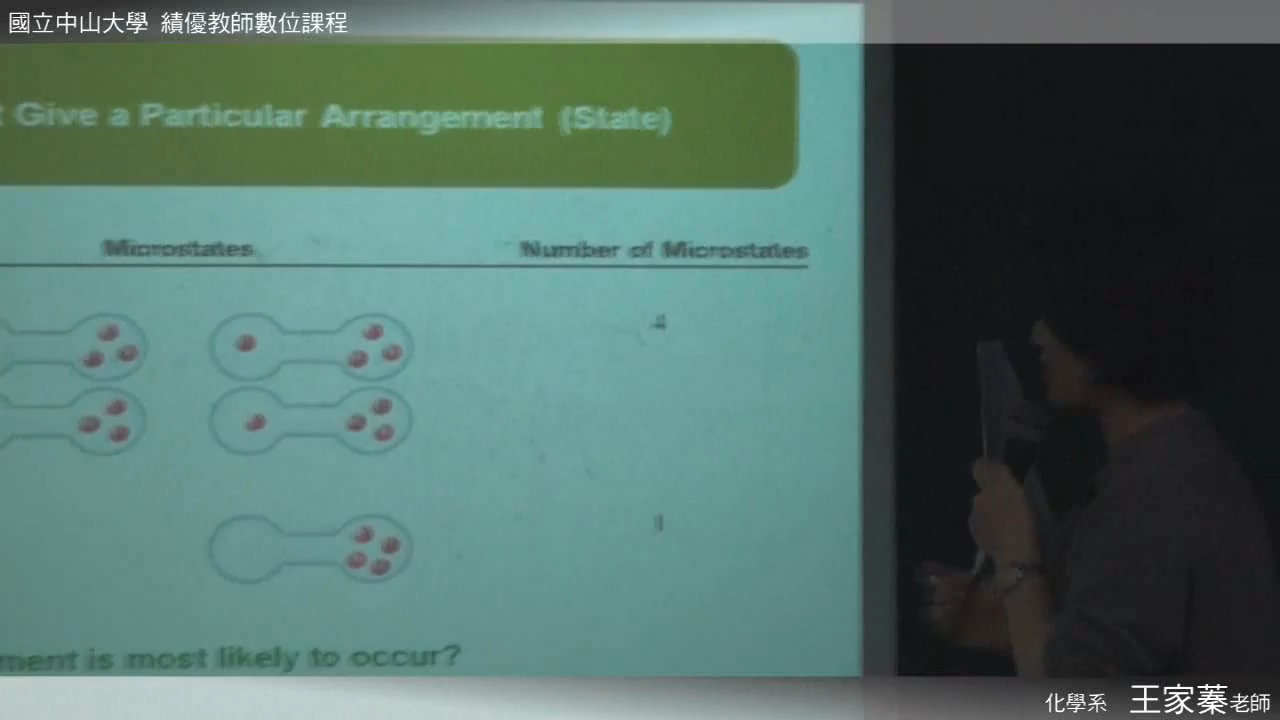 國立中山大學 績優教師數位課程
Give a Particular Arrangement (State)
Microstates Number of Microstates
4
1
ment is most likely to occur?
化學系 王家蓁老師